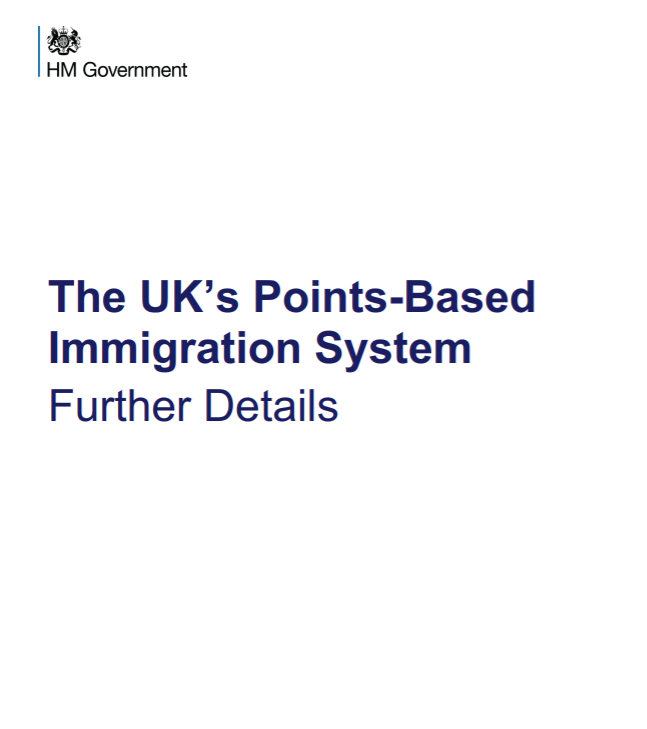 HM Government
The UK’s Points-Based
Immigration System
Further Details